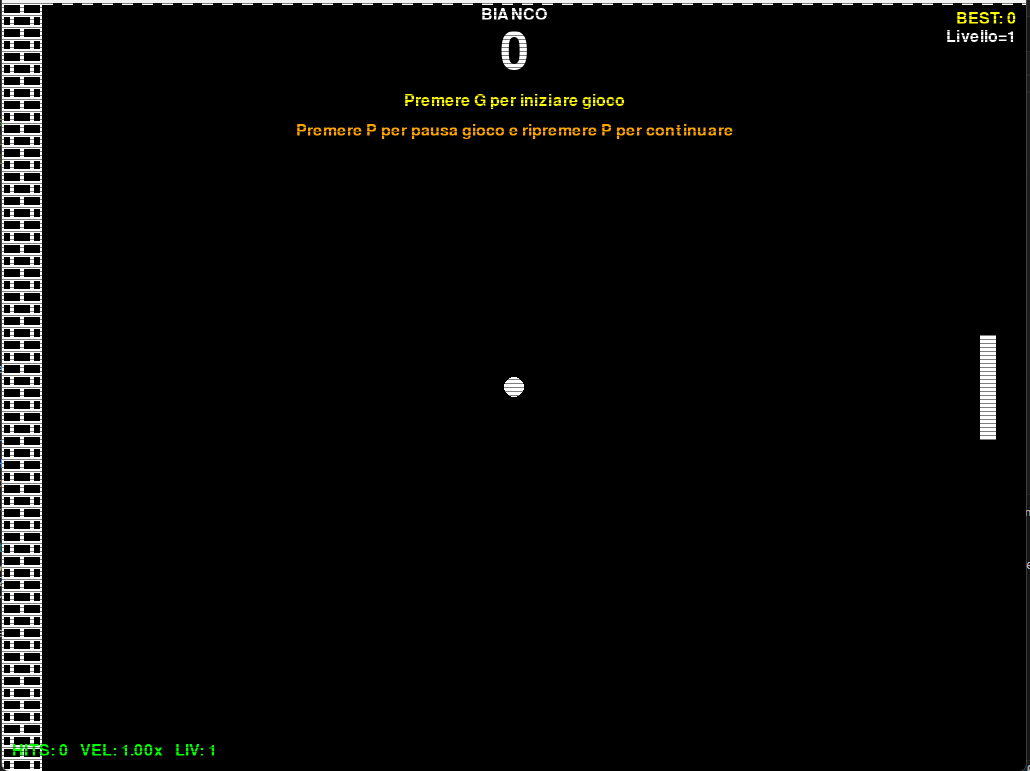 BIANCO
BEST: 0
0
Livello=1
Premere G per iniziare gioco
Premere P per pausa gioco e ripremere P per continuare
HITS: 0 VEL: 1.00x LIV: 1